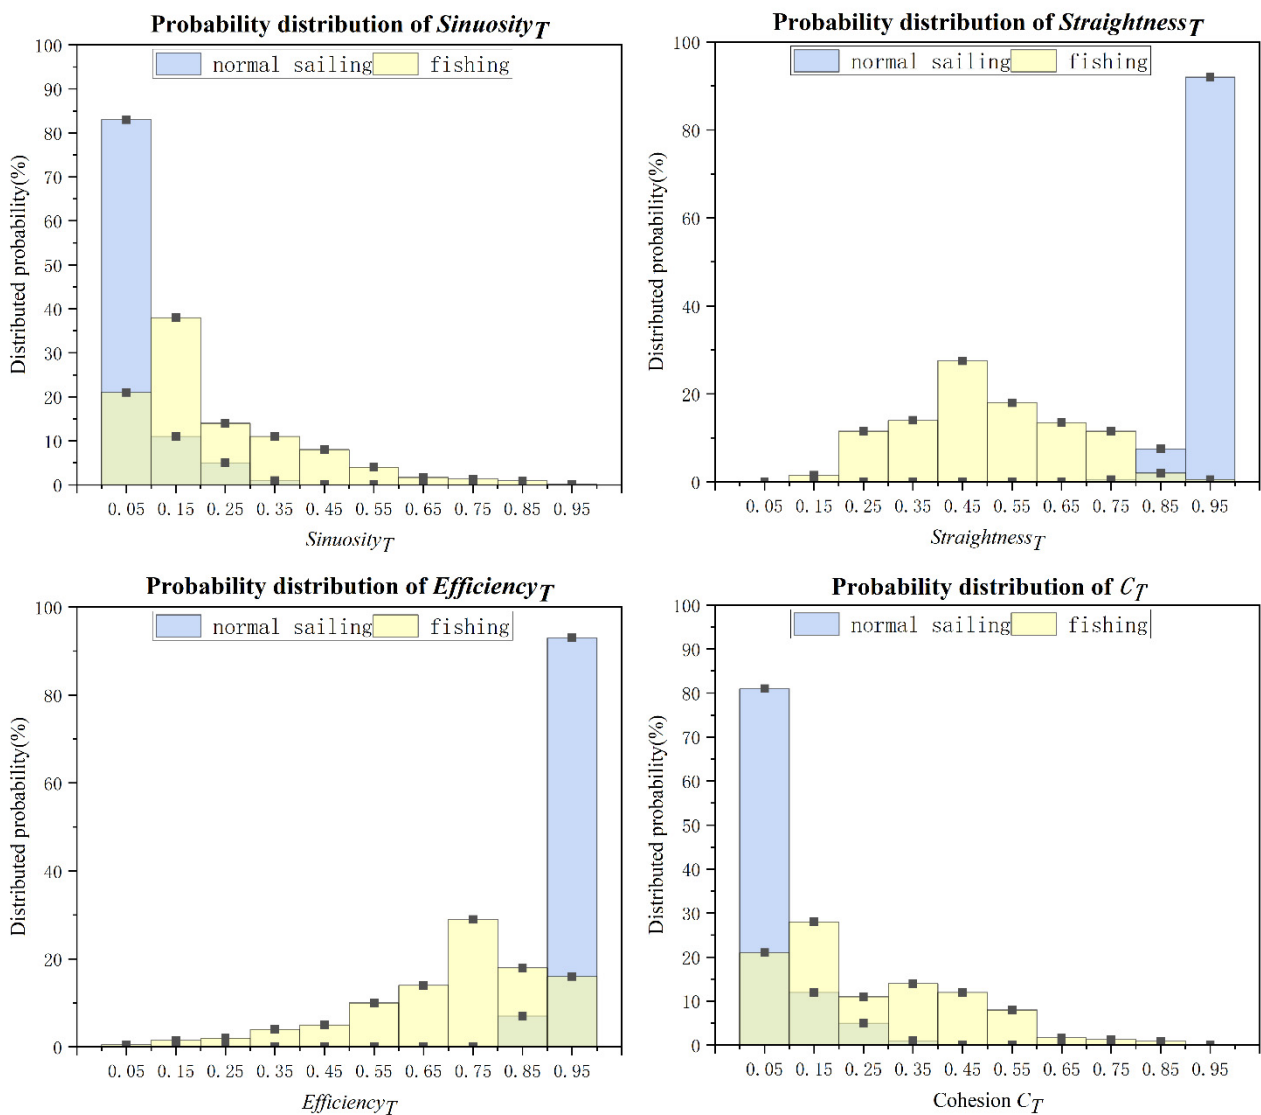 Probability distribution of SinuosityT
normal sailing fishing
Distributed probability(%)
100
90
80
70
60
50
40
30
20
10
0
0.05 0.15 0.25 0.35 0.45 0.55 0.65 0.75 0.85 0.95
SinuosityT
Probability distribution of StraightnessT
normal sailing fishing
Distributed probability(%)
100
80
60
40
20
0
0.05 0.15 0.25 0.35 0.45 0.55 0.65 0.75 0.85 0.95
StraightnessT
Probability distribution of EfficiencyT
normal sailing fishing
Distributed probability(%)
100
80
60
40
20
0
0.05 0.15 0.25 0.35 0.45 0.55 0.65 0.75 0.85 0.95
EfficiencyT
Probability distribution of CT
normal sailing fishing
Distributed probability(%)
100
90
80
70
60
50
40
30
20
10
0
0.05 0.15 0.25 0.35 0.45 0.55 0.65 0.75 0.85 0.95
Cohesion CT